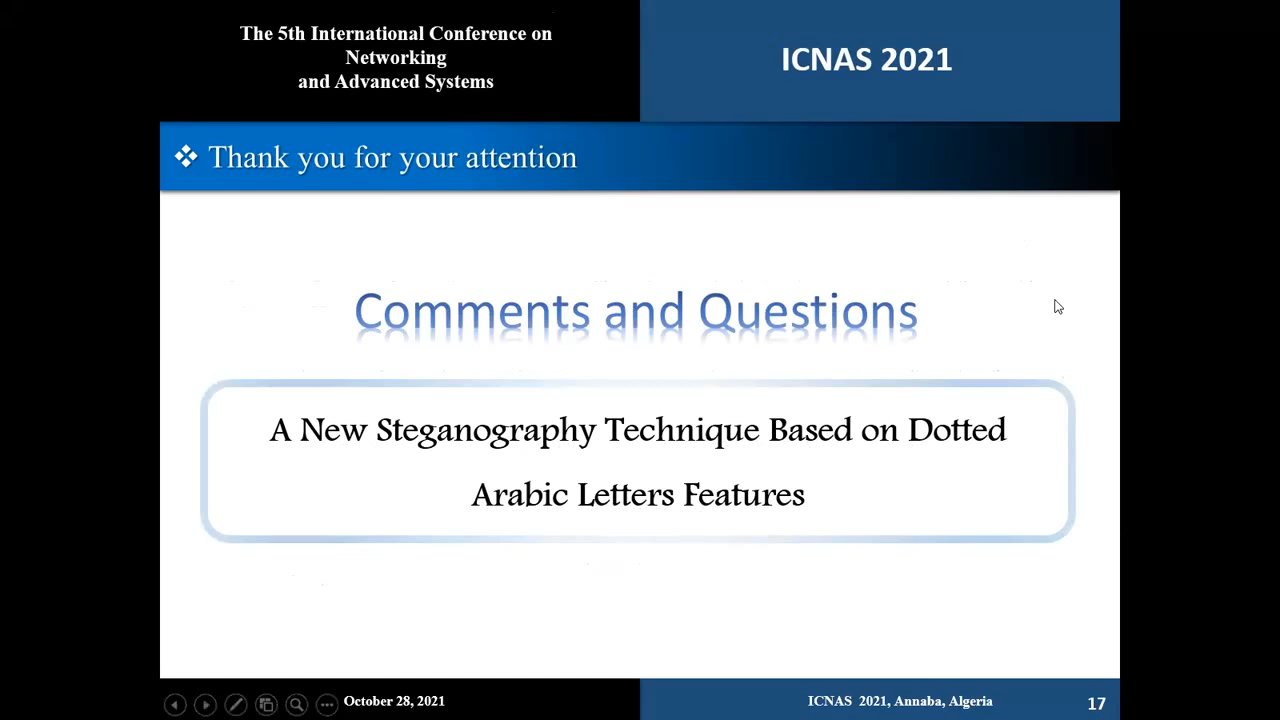 The 5th International Conference on
Networking
and Advanced Systems
ICNAS 2021
Thank you for your attention
Comments and Questions
A New Steganography Technique Based on Dotted
Arabic Letters Features
October 28, 2021
ICNAS 2021, Annaba, Algeria
17